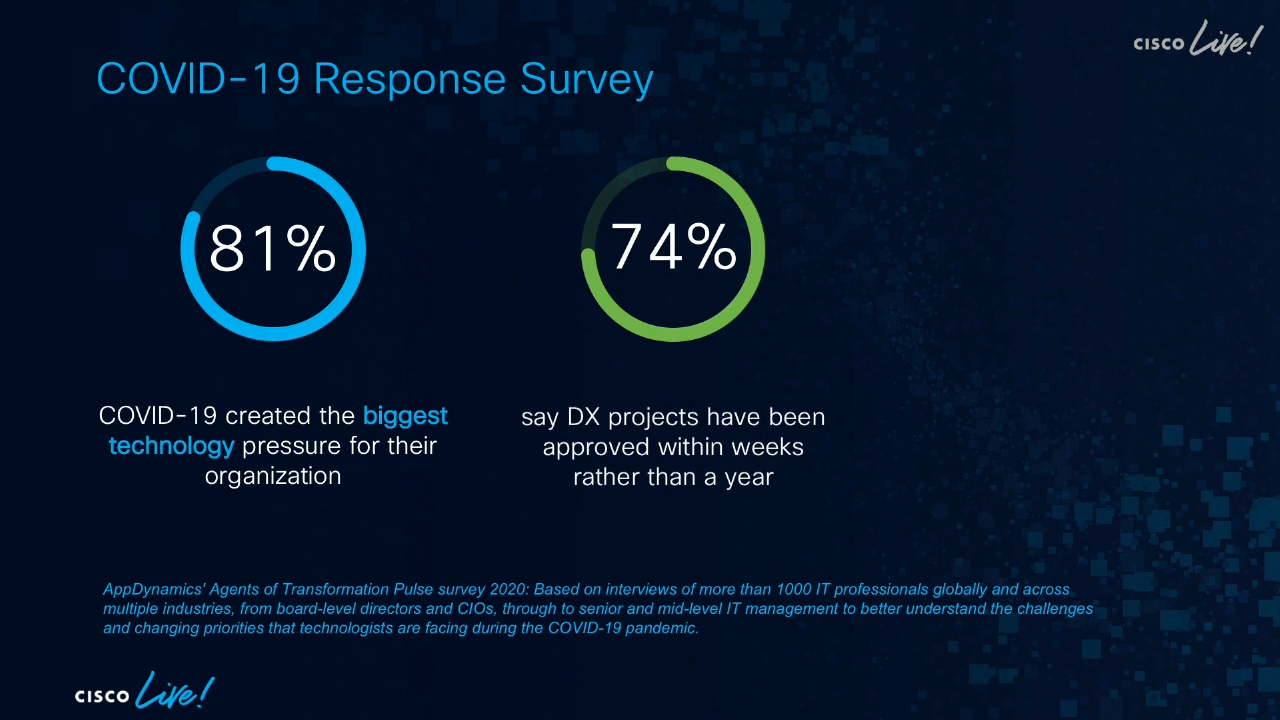 CISCO Live!
COVID-19 Response Survey
81%
74%
COVID-19 created the biggest
technology pressure for their
organization
say DX projects have been
approved within weeks
rather than a year
AppDynamics' Agents of Transformation Pulse survey 2020: Based on interviews of more than 1000 IT professionals globally and across
multiple industries, from board-level directors and CIOs, through to senior and mid-level IT management to better understand the challenges
and changing priorities that technologists are facing during the COVID-19 pandemic.
CISCO Live!